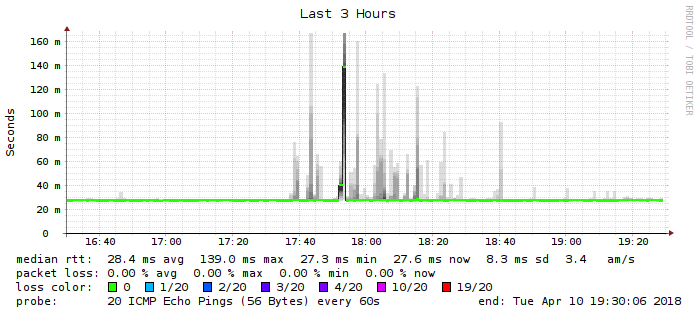 Last 3 Hours
RRDTOOL / TOBI OETIKER
Seconds
160 m
140 m
120 m
100 m
80 m
60 m
40 m
20 m
0
16:40 17:00 17:20 17:40 18:00 18:20 18:40 19:00 19:20
median rtt: 28.4 ms avg 139.0 ms max 27.3 ms min 27.6 ms now 8.3 ms sd 3.4 am/s
packet loss: 0.00 % avg 0.00 % max 0.00 % min 0.00 % now
loss color: 0 1/20 2/20 3/20 4/20 10/20 19/20
probe: 20 ICMP Echo Pings (56 Bytes) every 60s end: Tue Apr 10 19:30:06 2018